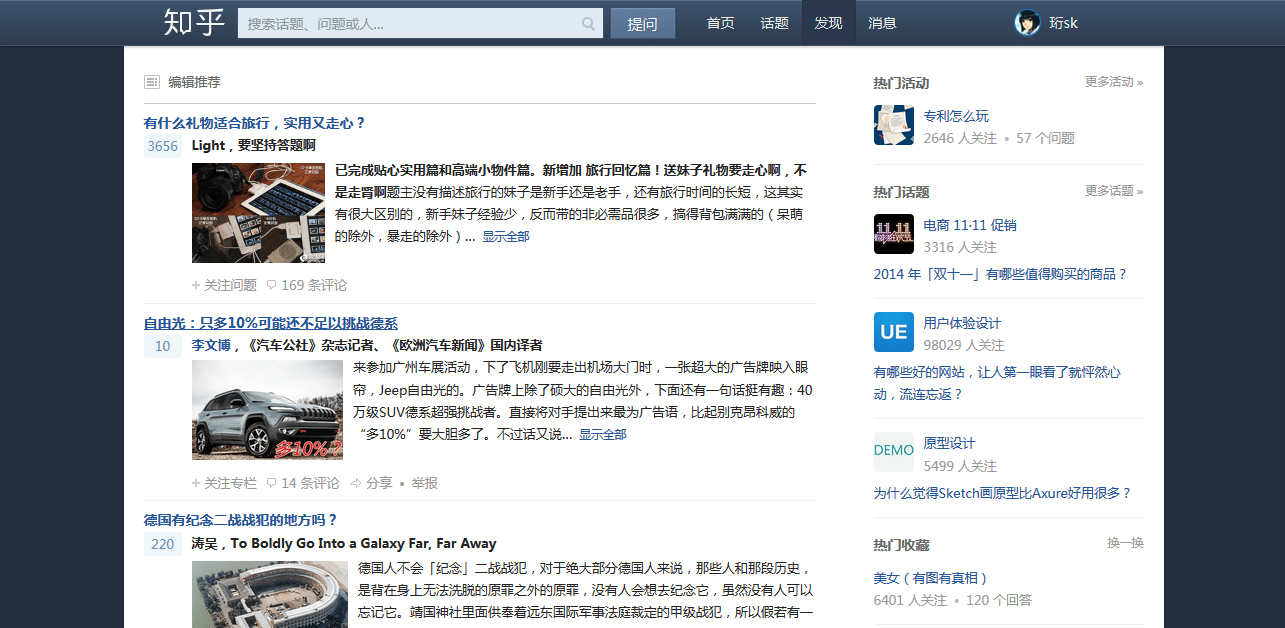 知乎
搜索话题、问题或人...
提问
首页
话题
发现
消息
珩sk
编辑推荐
有什么礼物适合旅行，实用又走心？
3656
Light，要坚持答题啊
已完成贴心实用篇和高端小物件篇。新增加 旅行回忆篇！送妹子礼物要走心啊，不
是走肾啊题主没有描述旅行的妹子是新手还是老手，还有旅行时间的长短，这其实
有很大区别的，新手妹子经验少，反而带的非必需品很多，搞得背包满满的（呆萌
的除外，暴走的除外）... 显示全部
+ 关注问题 169 条评论
自由光：只多10%可能还不足以挑战德系
10
李文博，《汽车公社》杂志记者、《欧洲汽车新闻》国内译者
来参加广州车展活动，下了飞机刚要走出机场大门时，一张超大的广告牌映入眼
帘，Jeep自由光的。广告牌上除了硕大的自由光外，下面还有一句话挺有趣：40
万级SUV德系超强挑战者。直接将对手提出来最为广告语，比起别克昂科威的
“多10%”要大胆多了。不过话又说... 显示全部
多10%?
+ 关注专栏 14 条评论 分享 • 举报
德国有纪念二战战犯的地方吗？
220
涛吴，To Boldly Go Into a Galaxy Far, Far Away
德国人不会「纪念」二战战犯，对于绝大部分德国人来说，那些人和那段历史，
是背在身上无法洗脱的原罪之外的原罪，没有人会想去纪念它，虽然没有人可以
忘记它。靖国神社里面供奉着远东国际军事法庭裁定的甲级战犯，所以假若有一
热门活动
更多活动 »
专利怎么玩
2646 人关注 • 57 个问题
热门话题
更多话题 »
11.11
电商 11·11 促销
3316 人关注
2014 年「双十一」有哪些值得购买的商品？
UE
用户体验设计
98029 人关注
有哪些好的网站，让人第一眼看了就怦然心
动，流连忘返？
DEMO
原型设计
5499 人关注
为什么觉得Sketch画原型比Axure好用很多？
热门收藏
换一换
美女（有图有真相）
6401 人关注 • 120 个回答